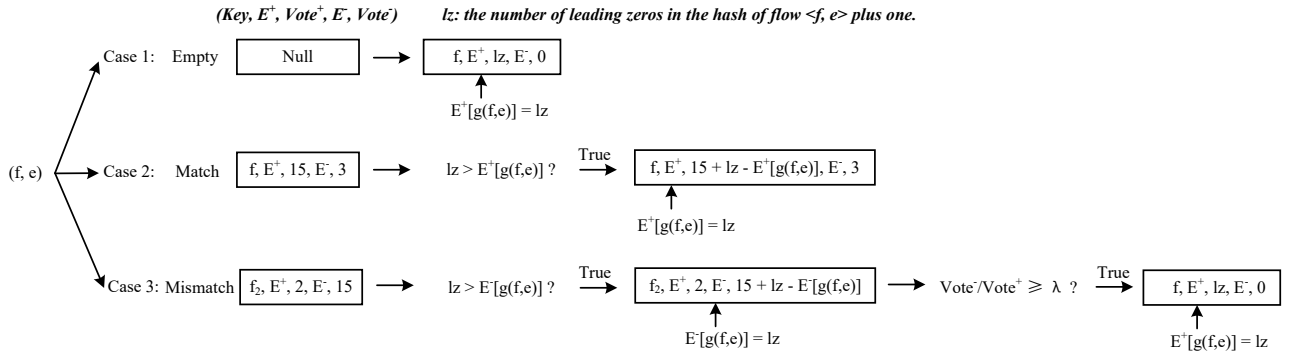 (Key, E⁺, Vote⁺, E⁻, Vote⁻) lz: the number of leading zeros in the hash of flow <f, e> plus one.
Case 1: Empty Null f, E⁺, lz, E⁻, 0
E⁺[g(f,e)] = lz
(f, e) Case 2: Match f, E⁺, 15, E⁻, 3 lz > E⁺[g(f,e)] ? True f, E⁺, 15 + lz - E⁺[g(f,e)], E⁻, 3
E⁺[g(f,e)] = lz
Case 3: Mismatch f₂, E⁺, 2, E⁻, 15 lz > E⁻[g(f,e)] ? True f₂, E⁺, 2, E⁻, 15 + lz - E⁻[g(f,e)] Vote⁻/Vote⁺ ⩾ λ ? True f, E⁺, lz, E⁻, 0
E⁻[g(f,e)] = lz E⁺[g(f,e)] = lz